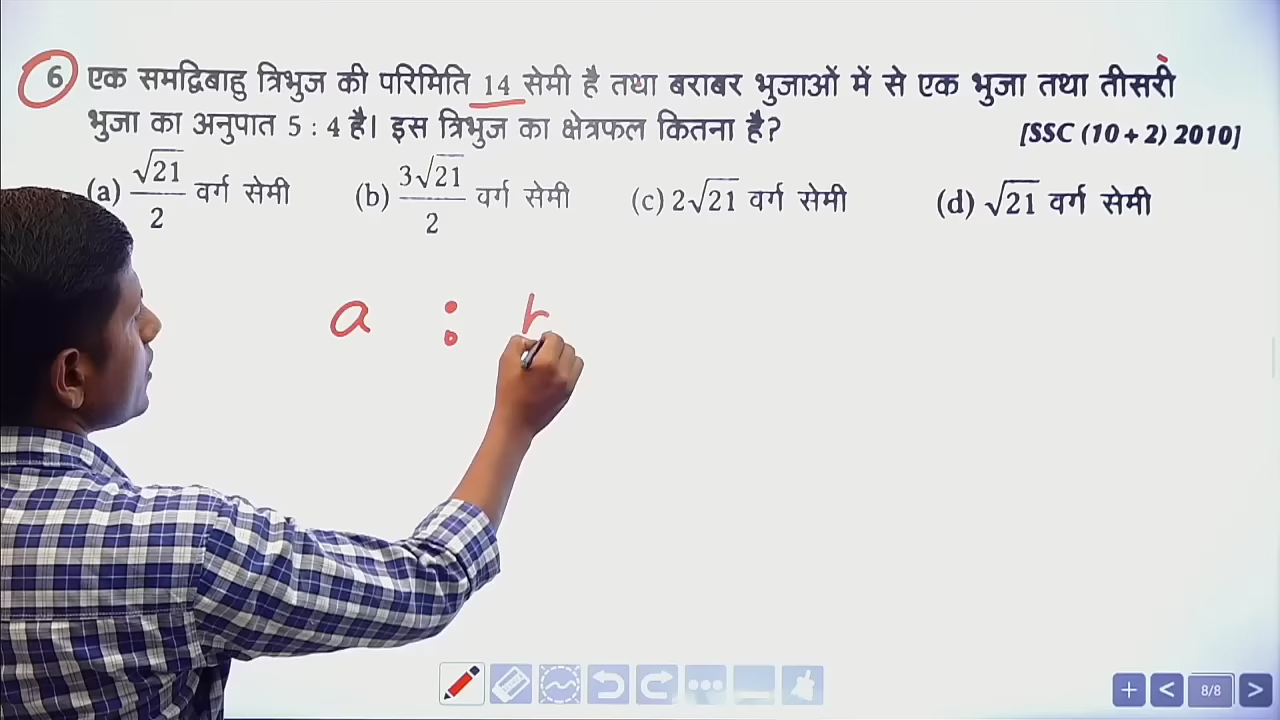 6 एक समद्विबाहु त्रिभुज की परिमिति 14 सेमी है तथा बराबर भुजाओं में से एक भुजा तथा तीसरी
भुजा का अनुपात 5 : 4 है। इस त्रिभुज का क्षेत्रफल कितना है?
[SSC (10 + 2) 2010]
(a) √21/2 वर्ग सेमी (b) 3√21/2 वर्ग सेमी (c) 2√21 वर्ग सेमी (d) √21 वर्ग सेमी
a :
8/8